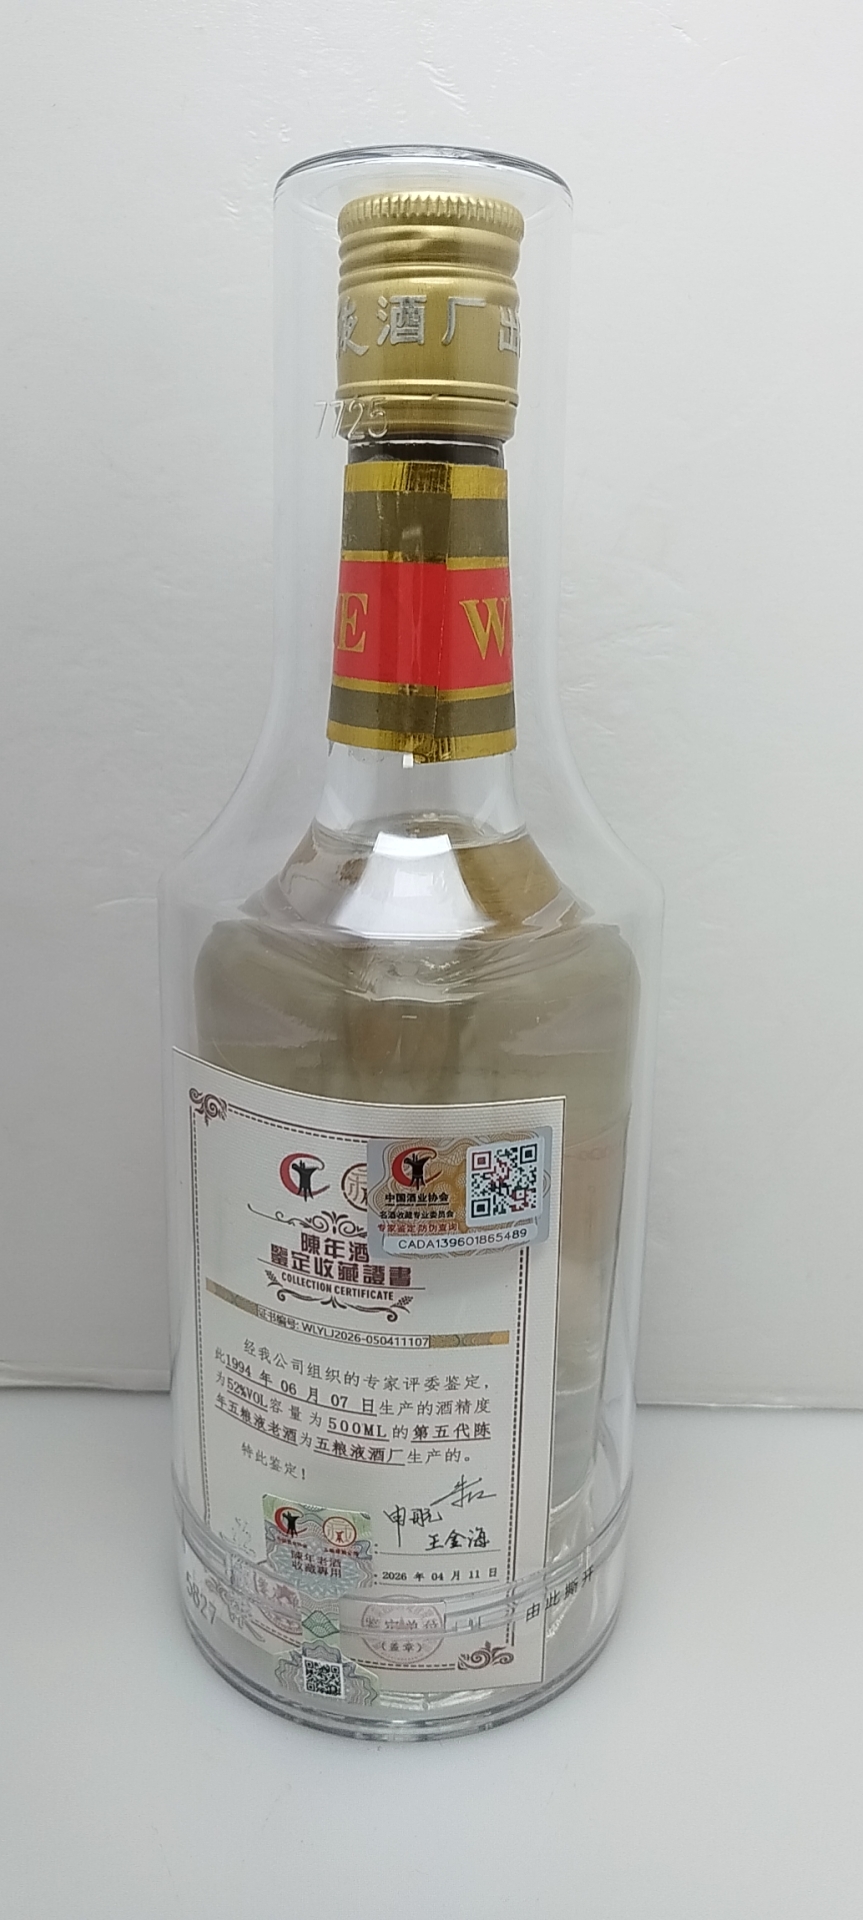 液酒厂出
7725
E W
中国酒业协会
名酒收藏专业委员会
专家鉴定防伪查询
CADA139601865489
陳年酒
鑒定收藏證書
COLLECTION CERTIFICATE
证书编号: WLYLJ2026-050411107
经我公司组织的专家评委鉴定，
此1994 年 06 月 07 日生产的酒精度
为52%VOL容量为500ML的第五代陈
年五粮液老酒为五粮液酒厂生产的。
特此鉴定！
申航
王金海
陳年老酒
收藏專用
2026 年 04 月 11 日
由此撕开
5827
鉴定单位
(盖章)